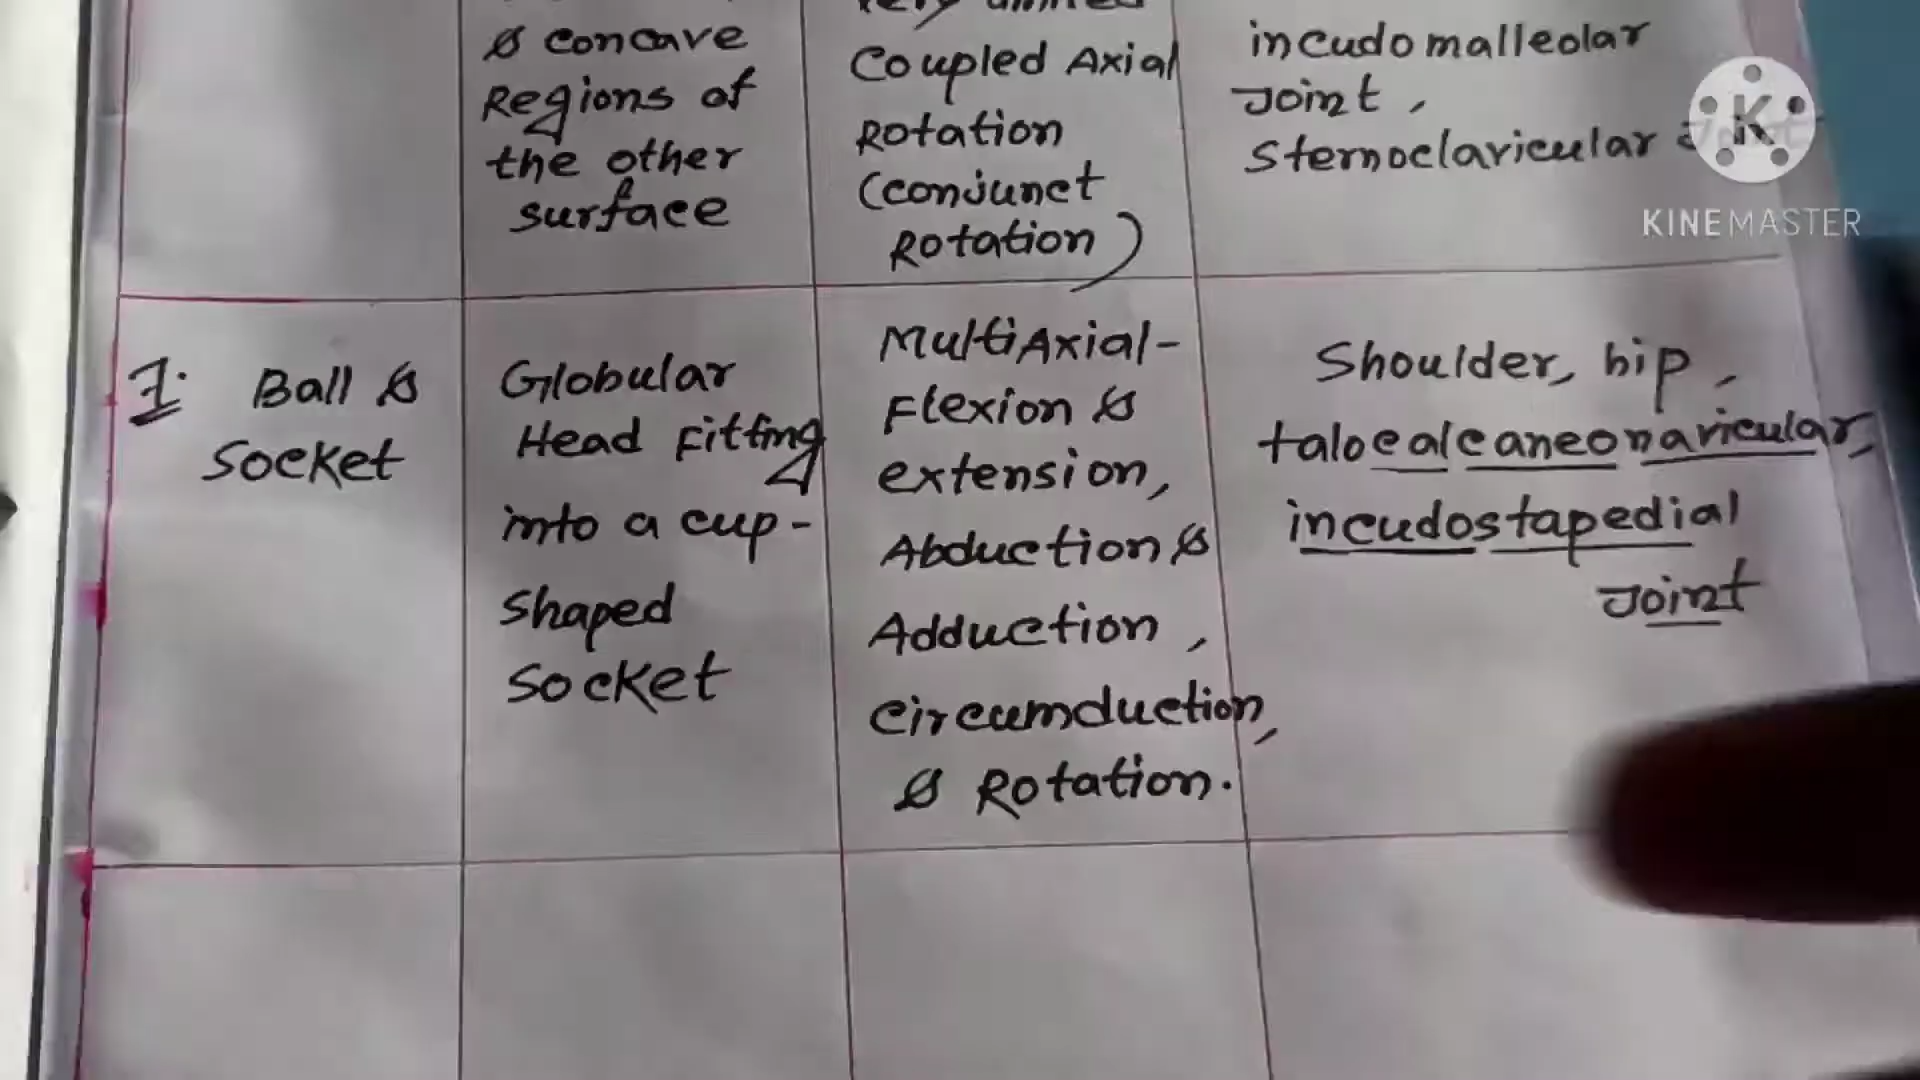 & concave
Regions of
the other
surface
Coupled Axial
Rotation
(conjunct
Rotation)
incudomalleolar
Joint,
Sternoclavicular
KINEMASTER
7. Ball &
Socket
Globular
Head Fitting
into a cup-
shaped
Socket
MultiAxial-
Flexion &
extension,
Abduction &
Adduction,
circumduction,
& Rotation.
Shoulder, hip,
talocalcaneonavicular,
incudostapedial
Joint